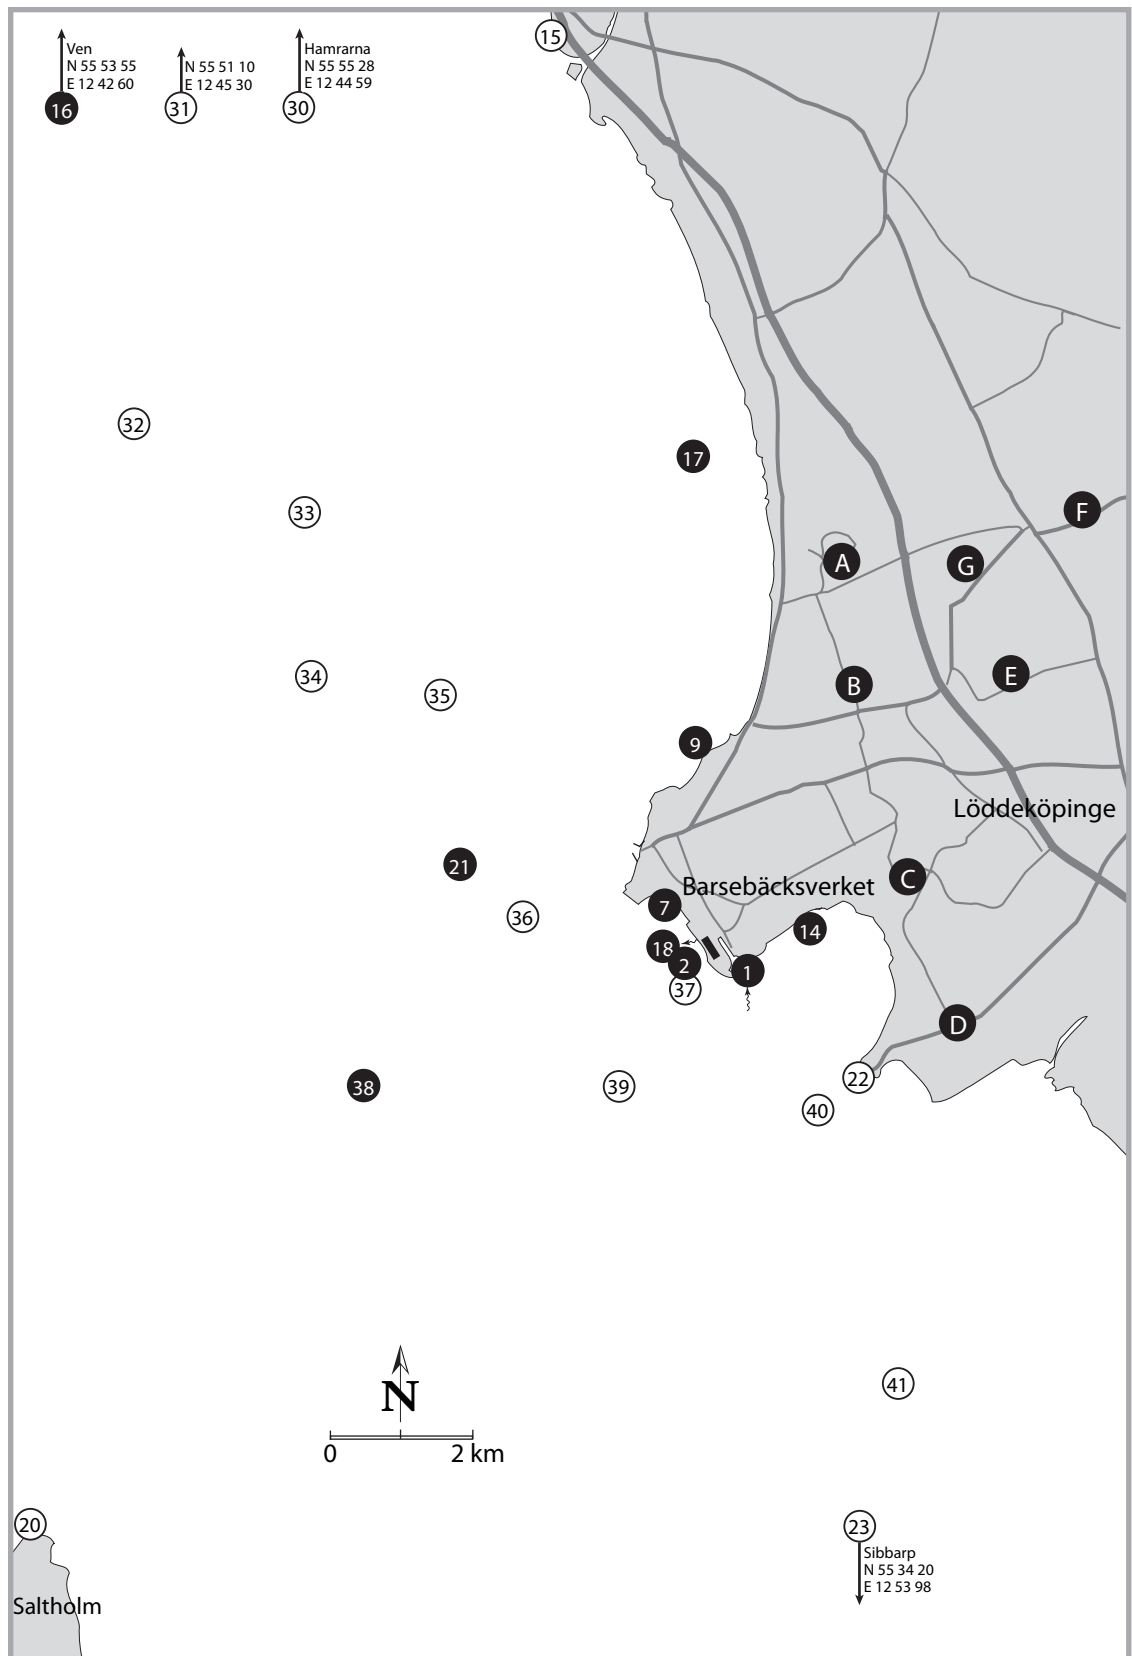 15
Ven
N 55 53 55
E 12 42 60
16
N 55 51 10
E 12 45 30
31
Hamrarna
N 55 55 28
E 12 44 59
30
32
17
33
F
A
G
34
35
B
E
9
Löddeköpinge
21
Barsebäcksverket
C
7
36
14
18
2
1
37
D
38
39
22
40
N
41
0 2 km
20
23
Sibbarp
N 55 34 20
E 12 53 98
Saltholm